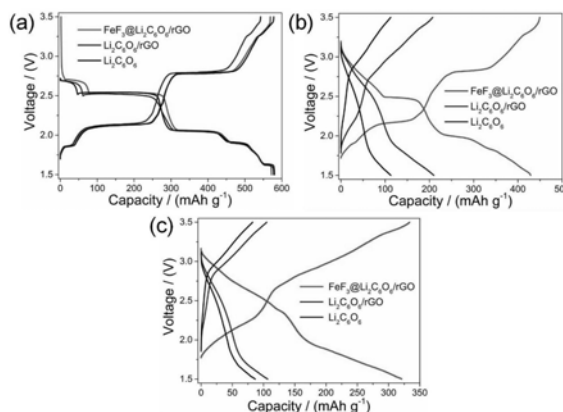 (a)
FeF₃@Li₂C₆O₆/rGO
Li₂C₆O₆/rGO
Li₂C₆O₆
Voltage / (V)
3.5
3.0
2.5
2.0
1.5
0 100 200 300 400 500 600
Capacity / (mAh g⁻¹)
(b)
FeF₃@Li₂C₆O₆/rGO
Li₂C₆O₆/rGO
Li₂C₆O₆
Voltage / (V)
3.5
3.0
2.5
2.0
1.5
0 100 200 300 400 500
Capacity / (mAh g⁻¹)
(c)
FeF₃@Li₂C₆O₆/rGO
Li₂C₆O₆/rGO
Li₂C₆O₆
Voltage / (V)
3.5
3.0
2.5
2.0
1.5
0 50 100 150 200 250 300 350
Capacity / (mAh g⁻¹)